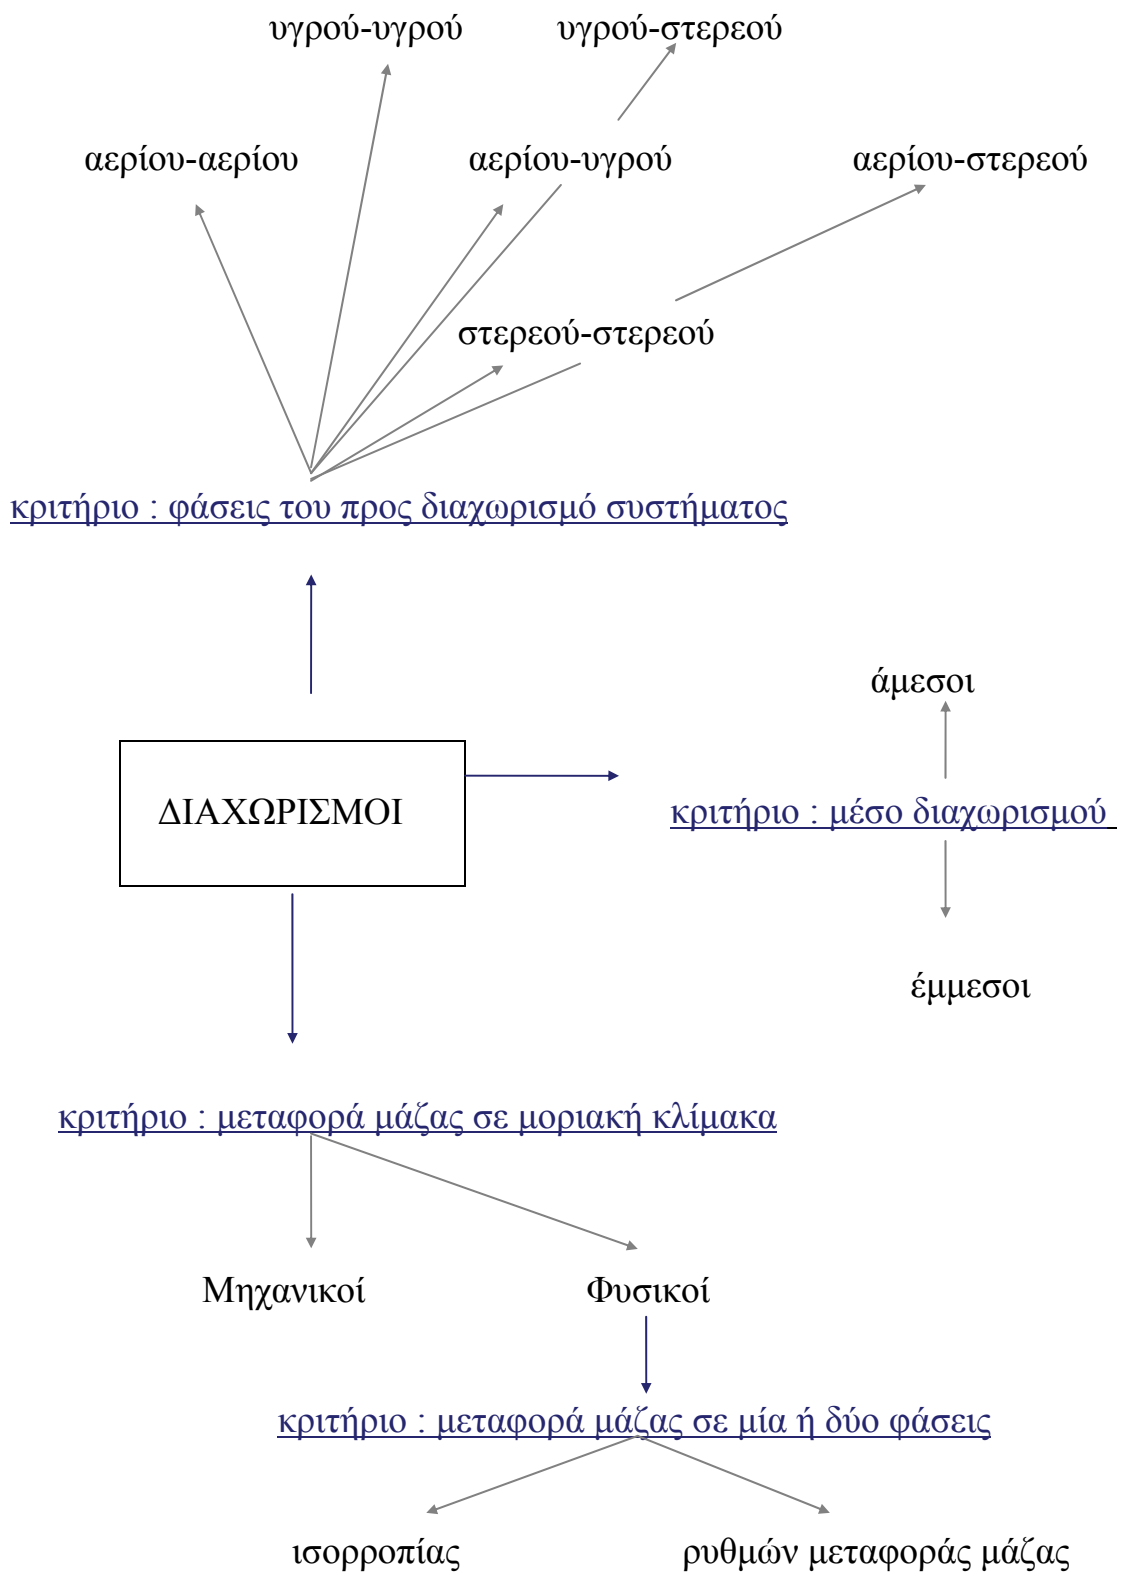 υγρού-υγρού υγρού-στερεού
αερίου-αερίου αερίου-υγρού αερίου-στερεού
στερεού-στερεού
κριτήριο : φάσεις του προς διαχωρισμό συστήματος
άμεσοι
ΔΙΑΧΩΡΙΣΜΟΙ
κριτήριο : μέσο διαχωρισμού
έμμεσοι
κριτήριο : μεταφορά μάζας σε μοριακή κλίμακα
Μηχανικοί Φυσικοί
κριτήριο : μεταφορά μάζας σε μία ή δύο φάσεις
ισορροπίας ρυθμών μεταφοράς μάζας